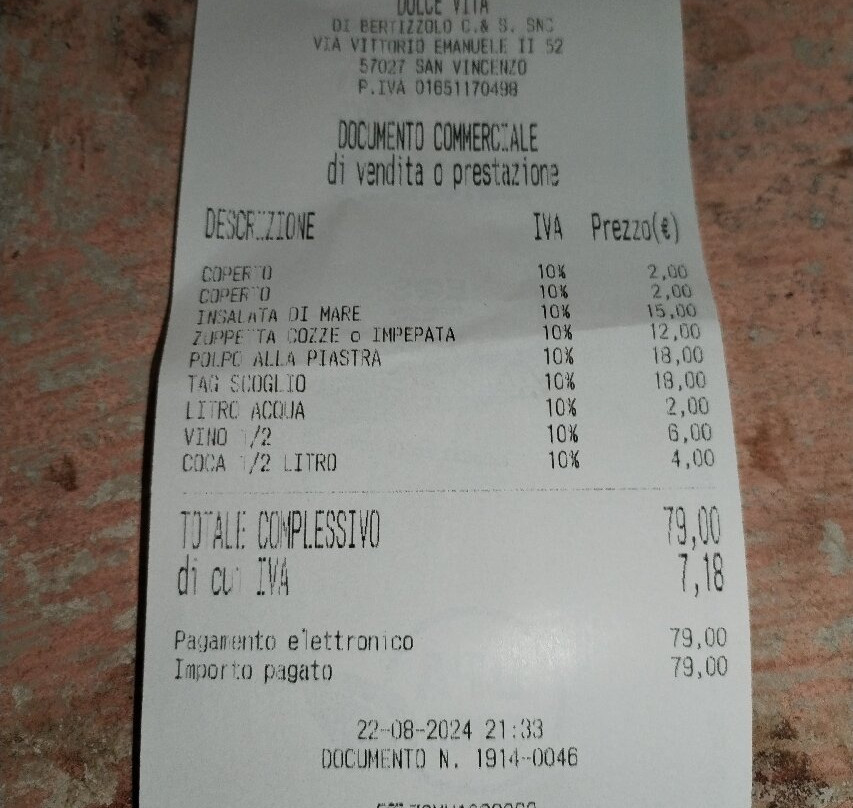 DOLCE VITA
DI BERTIZZOLO C.& S. SNC
VIA VITTORIO EMANUELE II 52
57027 SAN VINCENZO
P.IVA 01651170498
DOCUMENTO COMMERCIALE
di vendita o prestazione
DESCRIZIONE IVA Prezzo(€)
COPERTO 10% 2,00
COPERTO 10% 2,00
INSALATA DI MARE 10% 15,00
ZUPPETTA COZZE o IMPEPATA 10% 12,00
POLPO ALLA PIASTRA 10% 18,00
TAG SCOGLIO 10% 18,00
LITRO ACQUA 10% 2,00
VINO 1/2 10% 6,00
COCA 1/2 LITRO 10% 4,00
TOTALE COMPLESSIVO 79,00
di cui IVA 7,18
Pagamento elettronico 79,00
Importo pagato 79,00
22-08-2024 21:33
DOCUMENTO N. 1914-0046